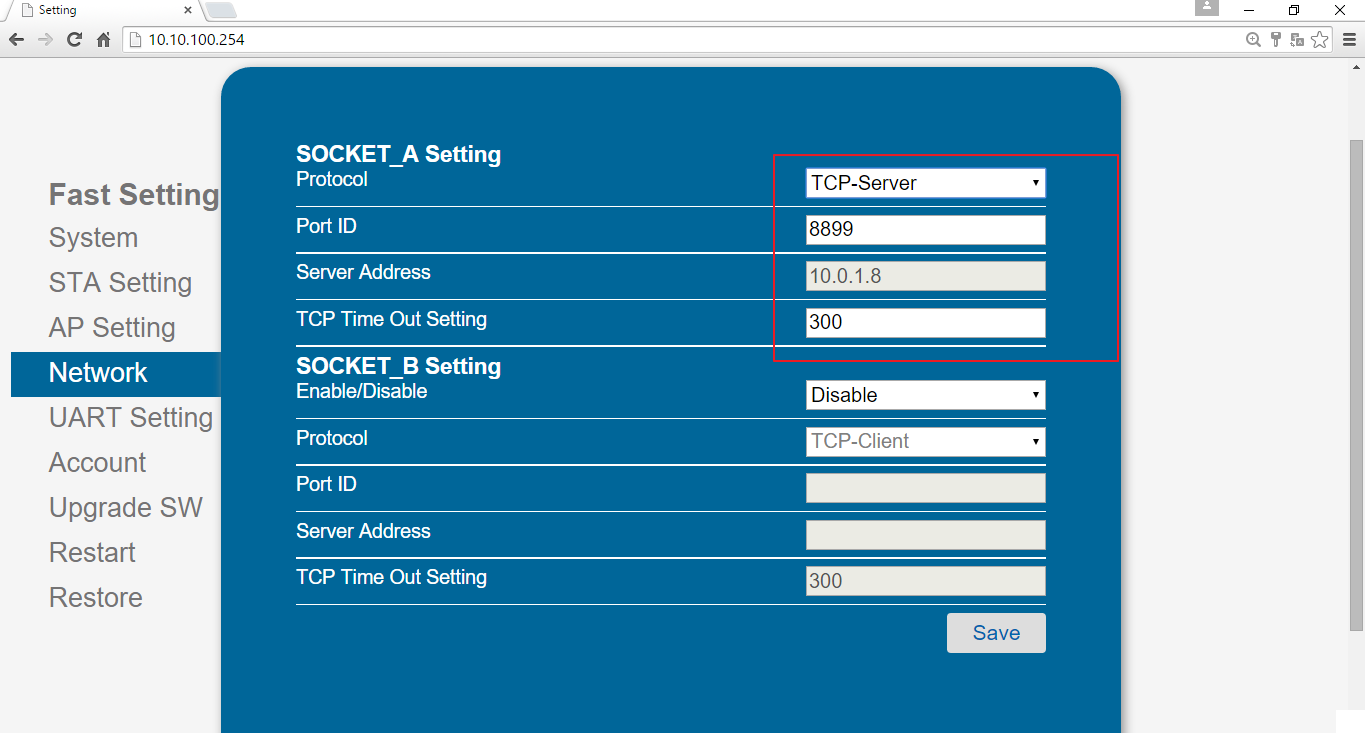 Setting
10.10.100.254
Fast Setting
System
STA Setting
AP Setting
Network
UART Setting
Account
Upgrade SW
Restart
Restore
SOCKET_A Setting
Protocol TCP-Server
Port ID 8899
Server Address 10.0.1.8
TCP Time Out Setting 300
SOCKET_B Setting
Enable/Disable Disable
Protocol TCP-Client
Port ID
Server Address
TCP Time Out Setting 300
Save